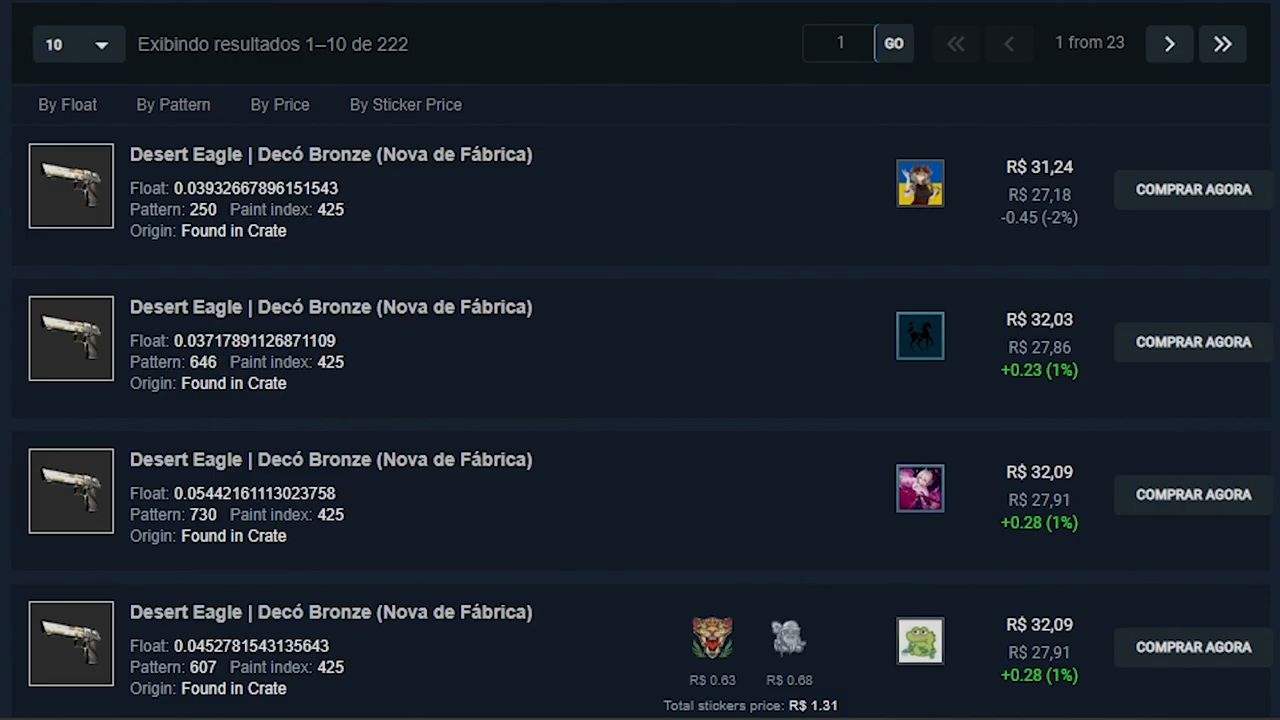 10 Exibindo resultados 1–10 de 222 1 GO 1 from 23
By Float By Pattern By Price By Sticker Price
Desert Eagle | Decó Bronze (Nova de Fábrica)
Float: 0.03932667896151543
Pattern: 250 Paint index: 425
Origin: Found in Crate
R$ 31,24
R$ 27,18
-0.45 (-2%)
COMPRAR AGORA
Desert Eagle | Decó Bronze (Nova de Fábrica)
Float: 0.03717891126871109
Pattern: 646 Paint index: 425
Origin: Found in Crate
R$ 32,03
R$ 27,86
+0.23 (1%)
COMPRAR AGORA
Desert Eagle | Decó Bronze (Nova de Fábrica)
Float: 0.05442161113023758
Pattern: 730 Paint index: 425
Origin: Found in Crate
R$ 32,09
R$ 27,91
+0.28 (1%)
COMPRAR AGORA
Desert Eagle | Decó Bronze (Nova de Fábrica)
Float: 0.0452781543135643
Pattern: 607 Paint index: 425
Origin: Found in Crate
R$ 0.63 R$ 0.68
Total stickers price: R$ 1.31
R$ 32,09
R$ 27,91
+0.28 (1%)
COMPRAR AGORA